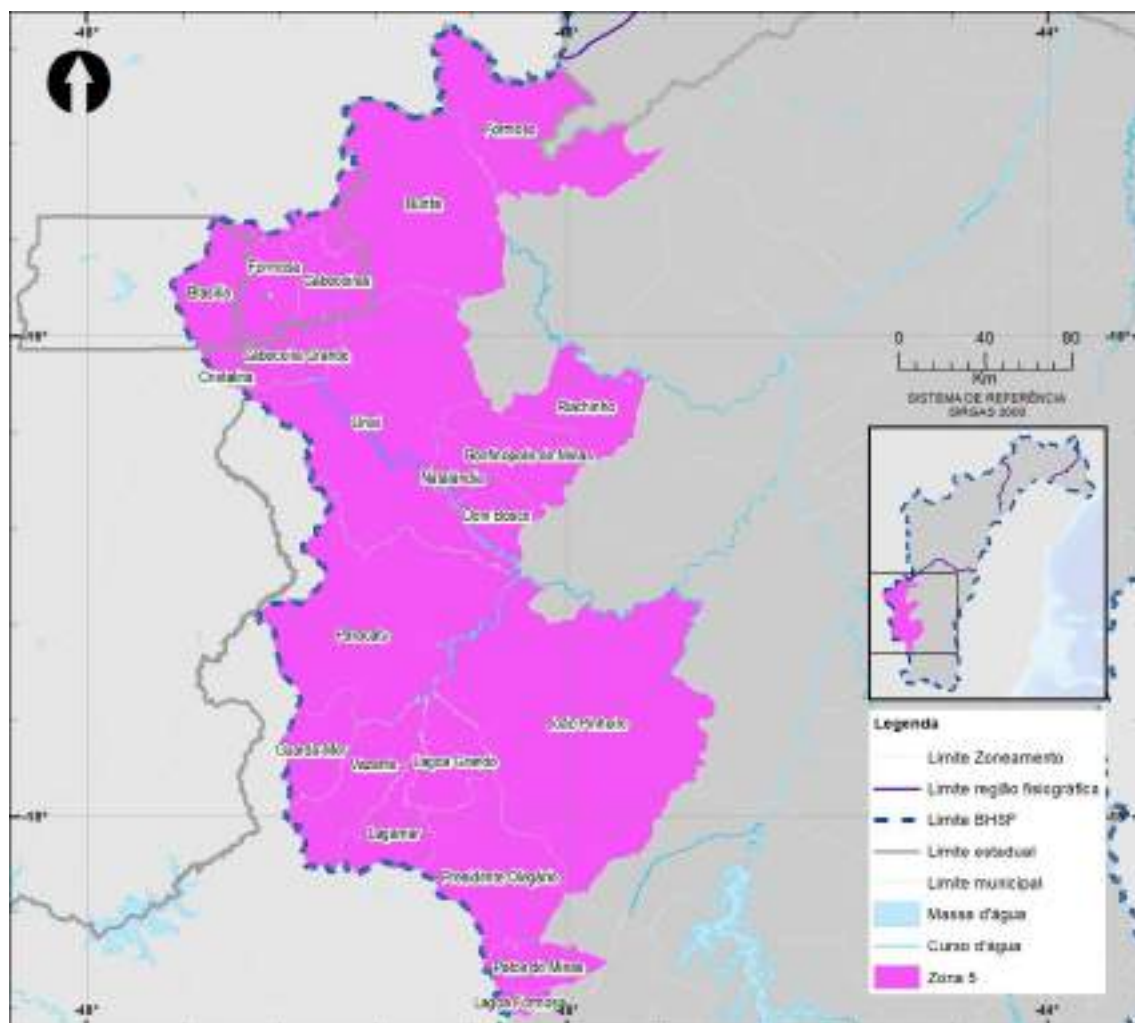 Formoso
Buritis
Formosa
Cabeceiras
Brasília
Cabeceira Grande
Cristalina
Unaí
Riachinho
Bonfinópolis de Minas
Natalândia
Dom Bosco
Paracatu
João Pinheiro
Guarda-Mor
Vazante
Lagoa Grande
Lagamar
Presidente Olegário
Patos de Minas
Lagoa Formosa
-44°
0 40 80
Km
SISTEMA DE REFERÊNCIA
SIRGAS 2000
Legenda
Limite Zoneamento
Limite região fisiográfica
Limite BHSF
Limite estadual
Limite municipal
Massa d'água
Curso d'água
Zona 5